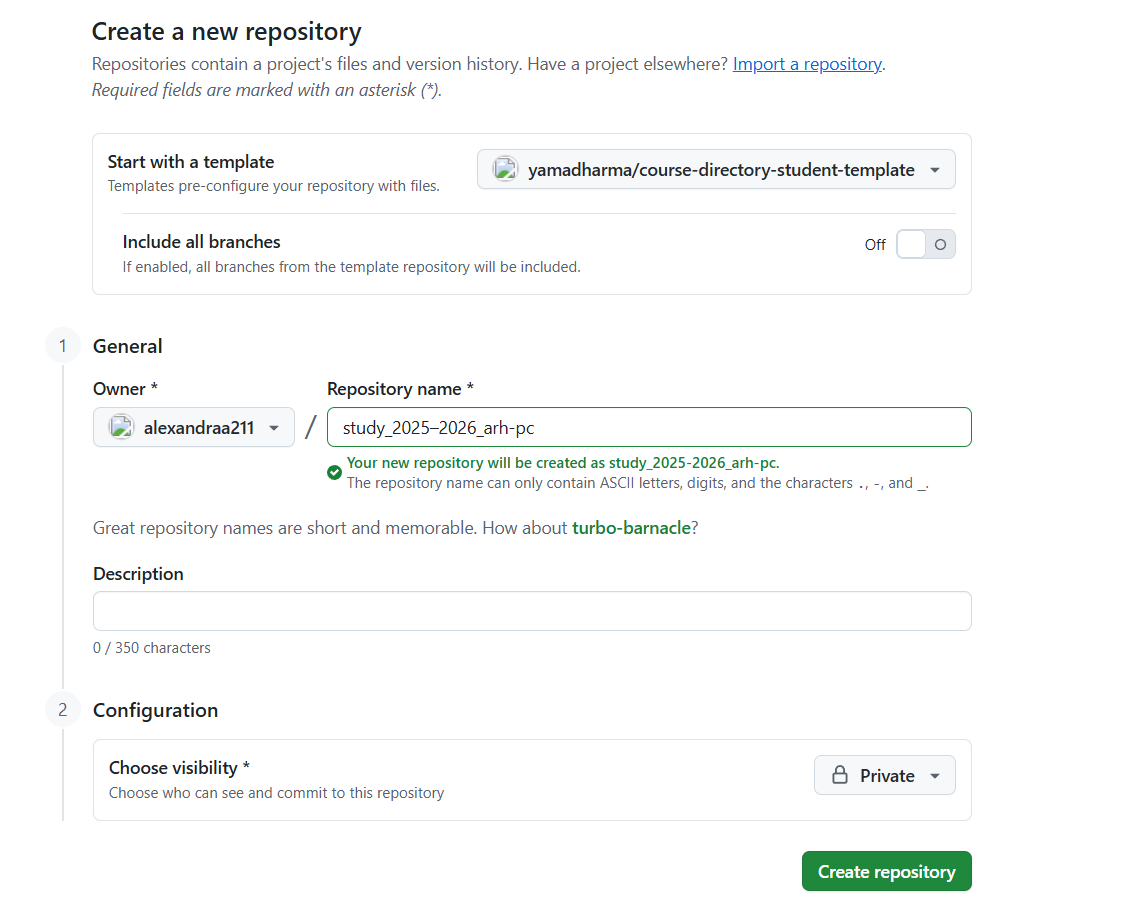 Create a new repository
Repositories contain a project's files and version history. Have a project elsewhere? Import a repository.
Required fields are marked with an asterisk (*).
Start with a template
Templates pre-configure your repository with files.
yamadharma/course-directory-student-template
Include all branches
If enabled, all branches from the template repository will be included.
Off
1
General
Owner *
Repository name *
alexandraa211
/
study_2025–2026_arh-pc
Your new repository will be created as study_2025-2026_arh-pc.
The repository name can only contain ASCII letters, digits, and the characters ., -, and _.
Great repository names are short and memorable. How about turbo-barnacle?
Description
0 / 350 characters
2
Configuration
Choose visibility *
Choose who can see and commit to this repository
Private
Create repository